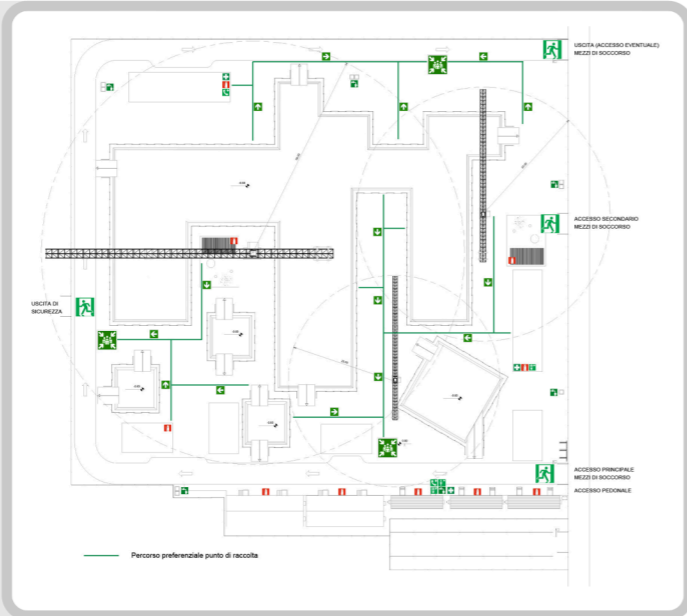 USCITA (ACCESSO EVENTUALE)
MEZZI DI SOCCORSO
ACCESSO SECONDARIO
MEZZI DI SOCCORSO
USCITA DI
SICUREZZA
ACCESSO PRINCIPALE
MEZZI DI SOCCORSO
ACCESSO PEDONALE
Percorso preferenziale punto di raccolta